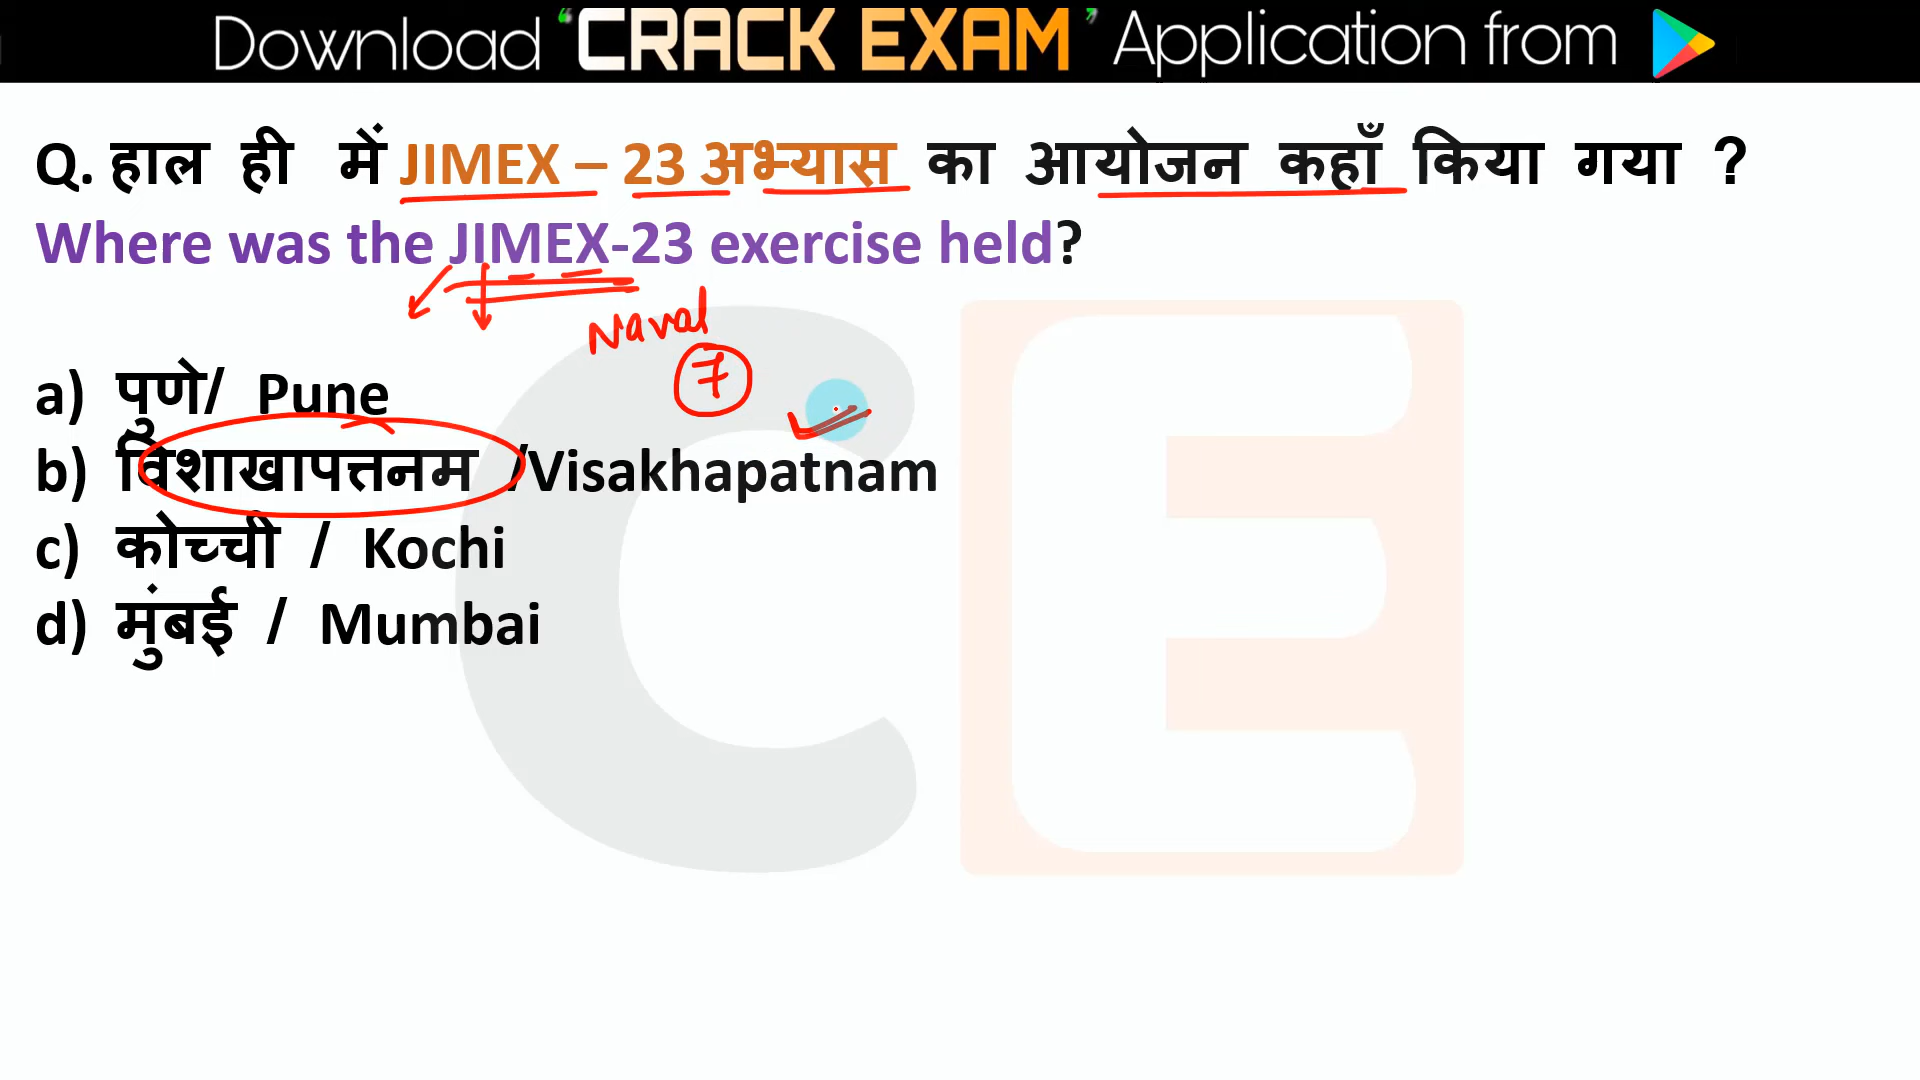 Download ‘CRACK EXAM’ Application from
Q. हाल ही में JIMEX – 23 अभ्यास का आयोजन कहाँ किया गया ?
Where was the JIMEX-23 exercise held?
Naval
7
a) पुणे/ Pune
b) विशाखापत्तनम /Visakhapatnam
c) कोच्ची / Kochi
d) मुंबई / Mumbai
CE